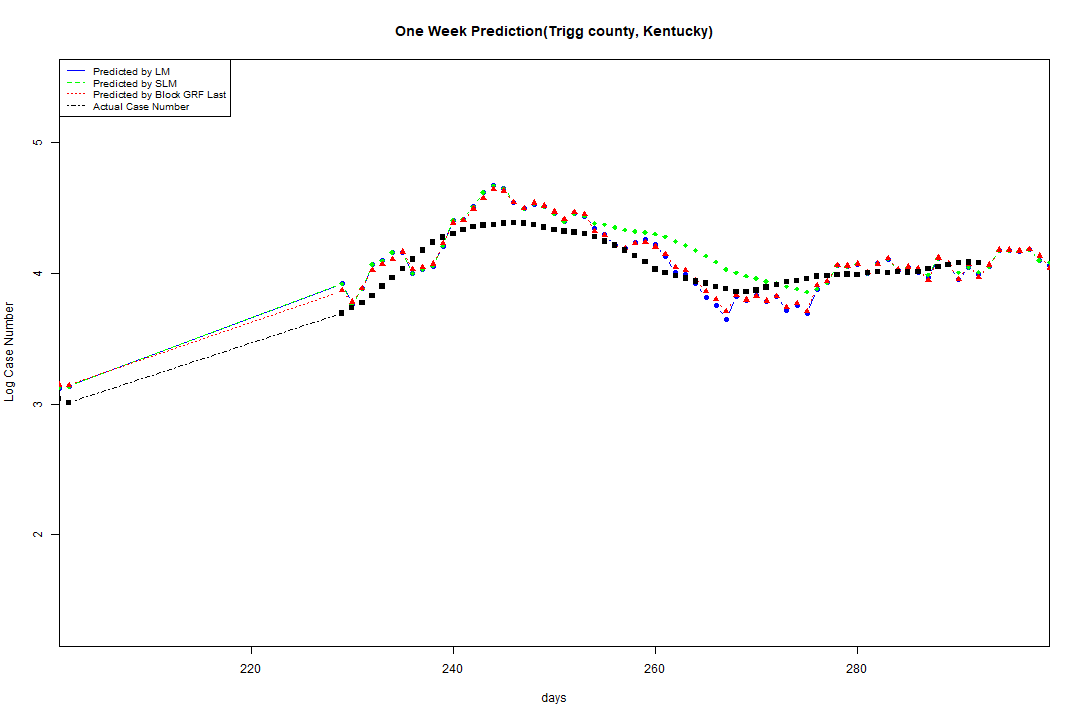 One Week Prediction(Trigg county, Kentucky)
Predicted by LM
Predicted by SLM
Predicted by Block GRF Last
Actual Case Number
5
4
3
2
Log Case Number
220 240 260 280
days